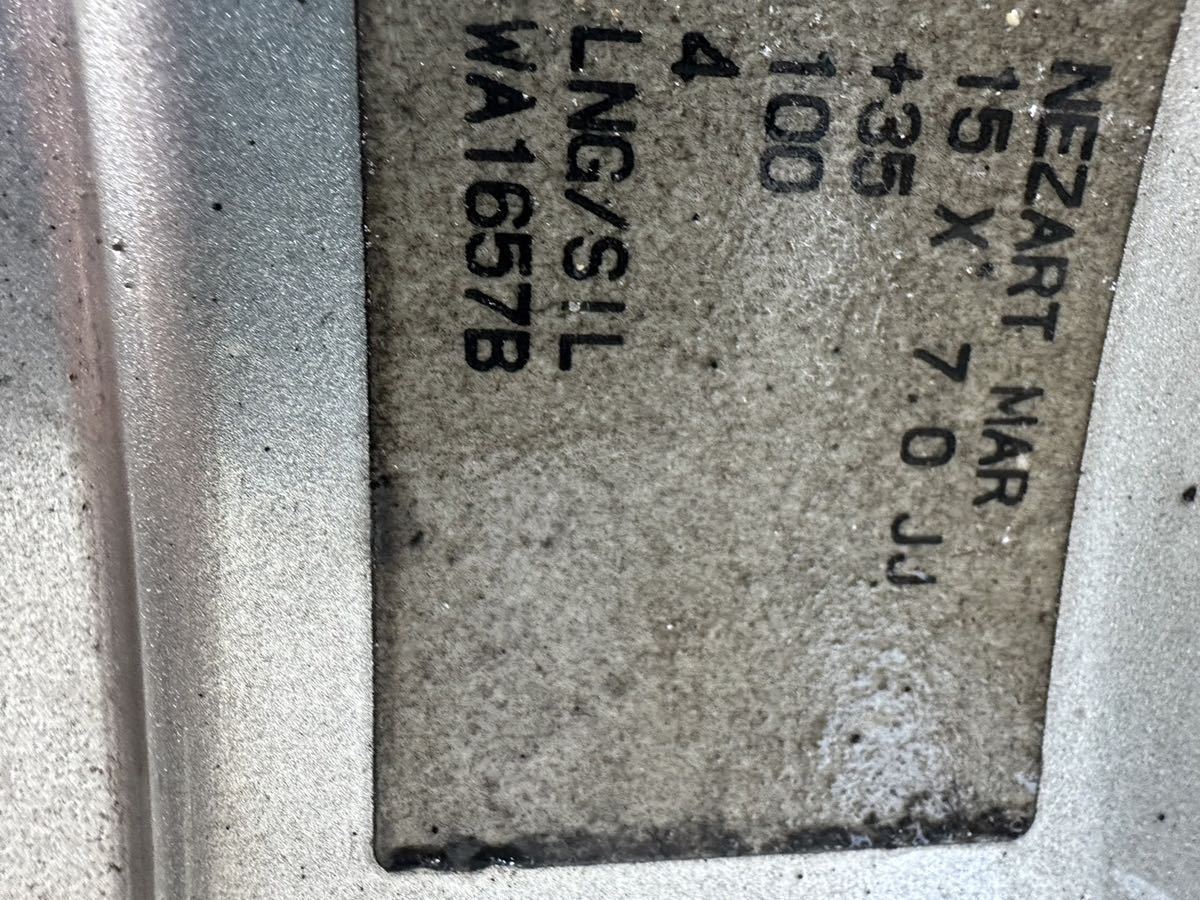 NEZART MAR
15 X 7.0 JJ
+35
100
4
LNG/SIL
WA1657B